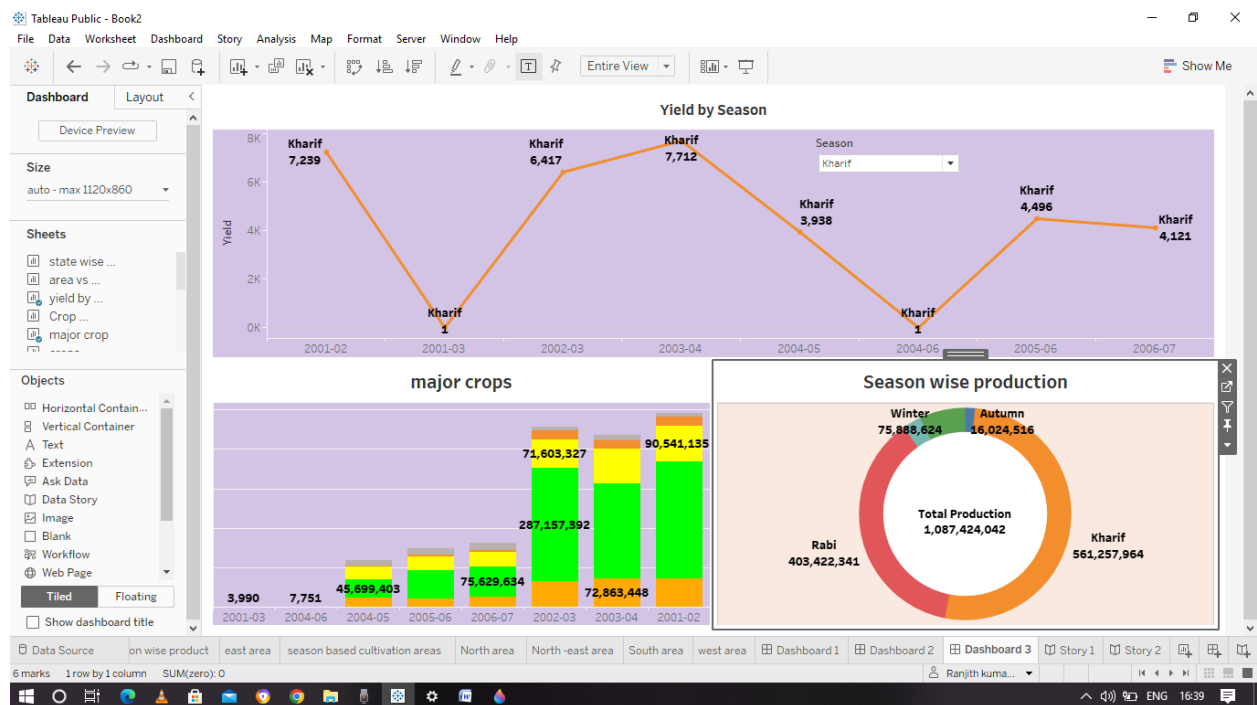 Tableau Public - Book2
File Data Worksheet Dashboard Story Analysis Map Format Server Window Help
Entire View
Show Me
Dashboard Layout
Device Preview
Size
auto - max 1120x860
Sheets
state wise ...
area vs ...
yield by ...
Crop ...
major crop
Objects
Horizontal Contain...
Vertical Container
A Text
Extension
Ask Data
Data Story
Image
Blank
Workflow
Web Page
Tiled Floating
Show dashboard title
Yield by Season
Season
Kharif
Yield
8K
6K
4K
2K
0K
Kharif
7,239
Kharif
1
Kharif
6,417
Kharif
7,712
Kharif
3,938
Kharif
1
Kharif
4,496
Kharif
4,121
2001-02 2001-03 2002-03 2003-04 2004-05 2004-06 2005-06 2006-07
major crops
90,541,135
71,603,327
287,157,392
75,629,634
45,699,403
72,863,448
3,990 7,751
2001-03 2004-06 2004-05 2005-06 2006-07 2002-03 2003-04 2001-02
Season wise production
Winter
75,888,624
Autumn
16,024,516
Total Production
1,087,424,042
Rabi
403,422,341
Kharif
561,257,964
Data Source on wise product east area season based cultivation areas North area North -east area South area west area Dashboard 1 Dashboard 2 Dashboard 3 Story 1 Story 2
6 marks 1 row by 1 column SUM(zero): 0 Ranjith kuma...
ENG 16:39